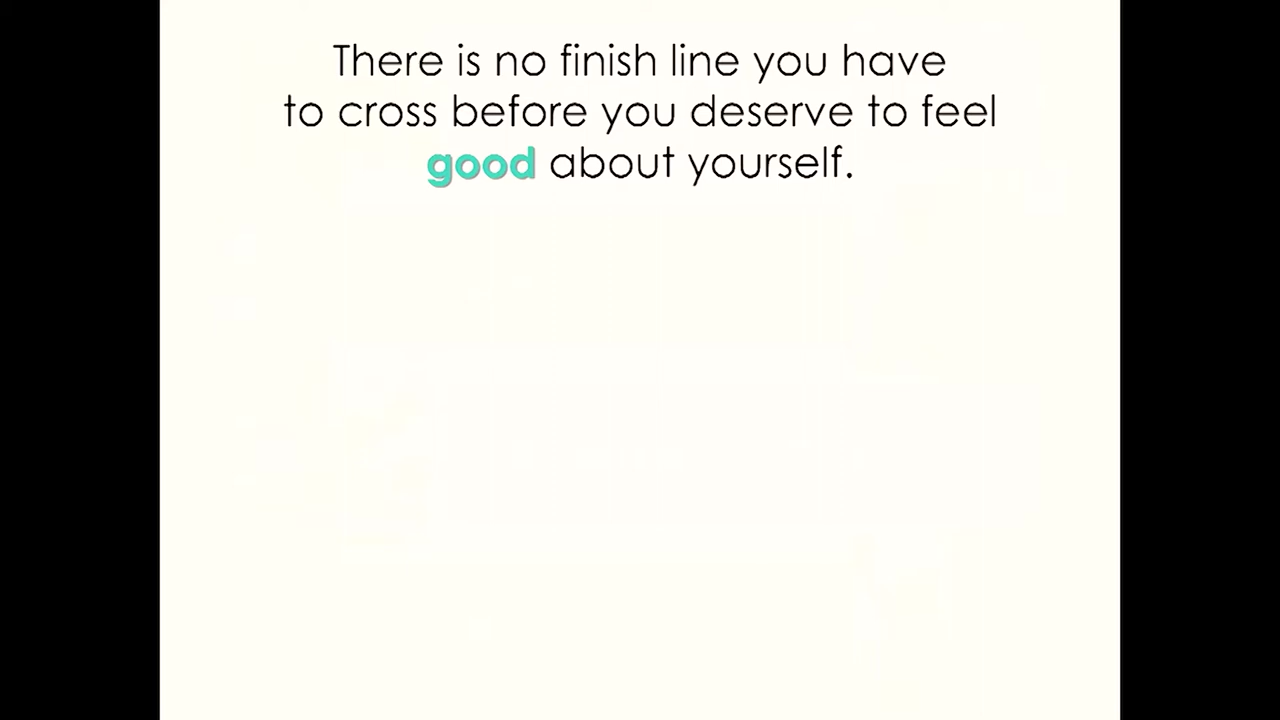 There is no finish line you have
to cross before you deserve to feel
good about yourself.